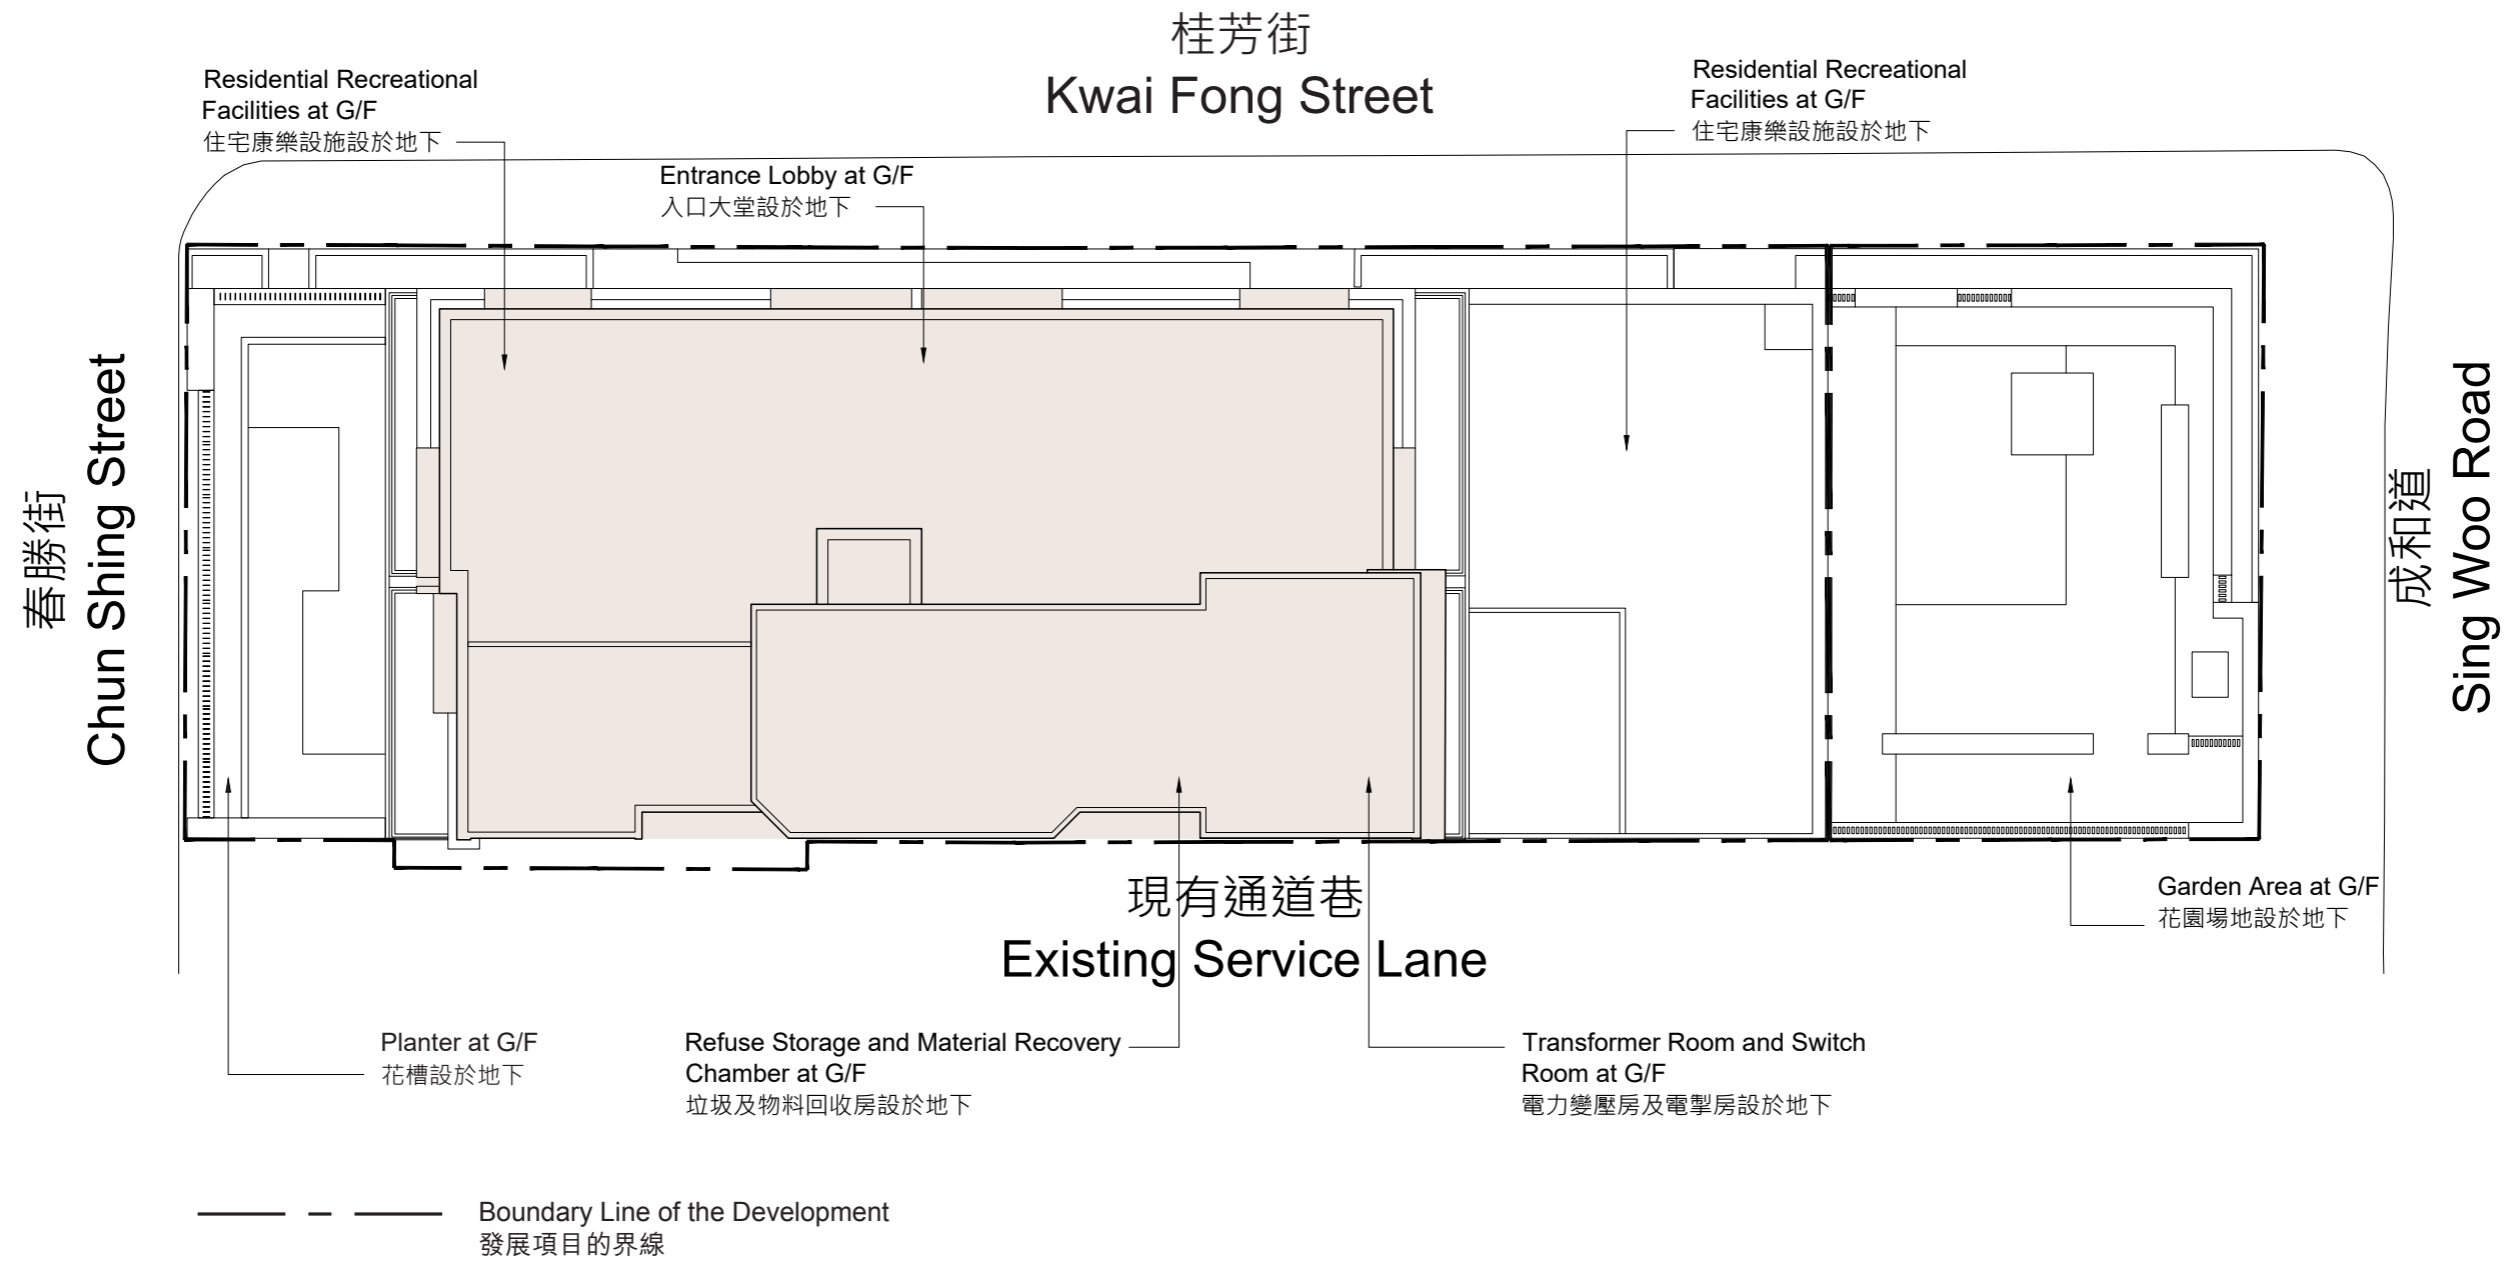 桂芳街
Kwai Fong Street
Residential Recreational
Facilities at G/F
住宅康樂設施設於地下
Residential Recreational
Facilities at G/F
住宅康樂設施設於地下
Entrance Lobby at G/F
入口大堂設於地下
春勝街
Chun Shing Street
成和道
Sing Woo Road
現有通道巷
Existing Service Lane
Garden Area at G/F
花園場地設於地下
Planter at G/F
花槽設於地下
Refuse Storage and Material Recovery
Chamber at G/F
垃圾及物料回收房設於地下
Transformer Room and Switch
Room at G/F
電力變壓房及電掣房設於地下
Boundary Line of the Development
發展項目的界線